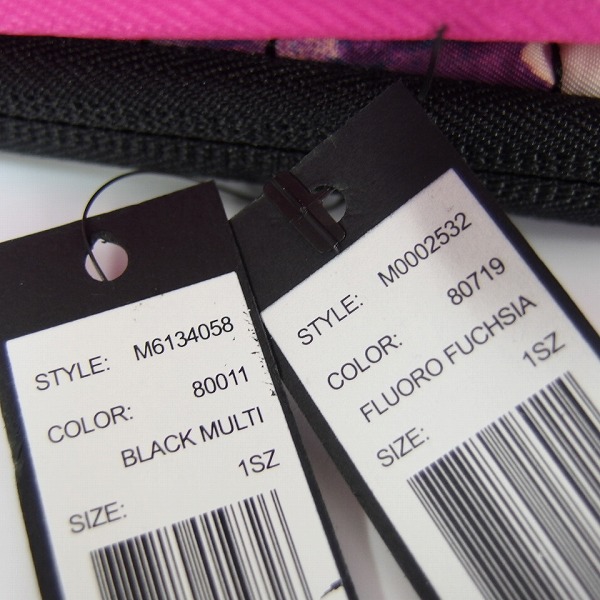 STYLE: M6134058
COLOR: 80011
BLACK MULTI
SIZE: 1SZ
STYLE: M0002532
COLOR: 80719
FLUORO FUCHSIA
SIZE: 1SZ